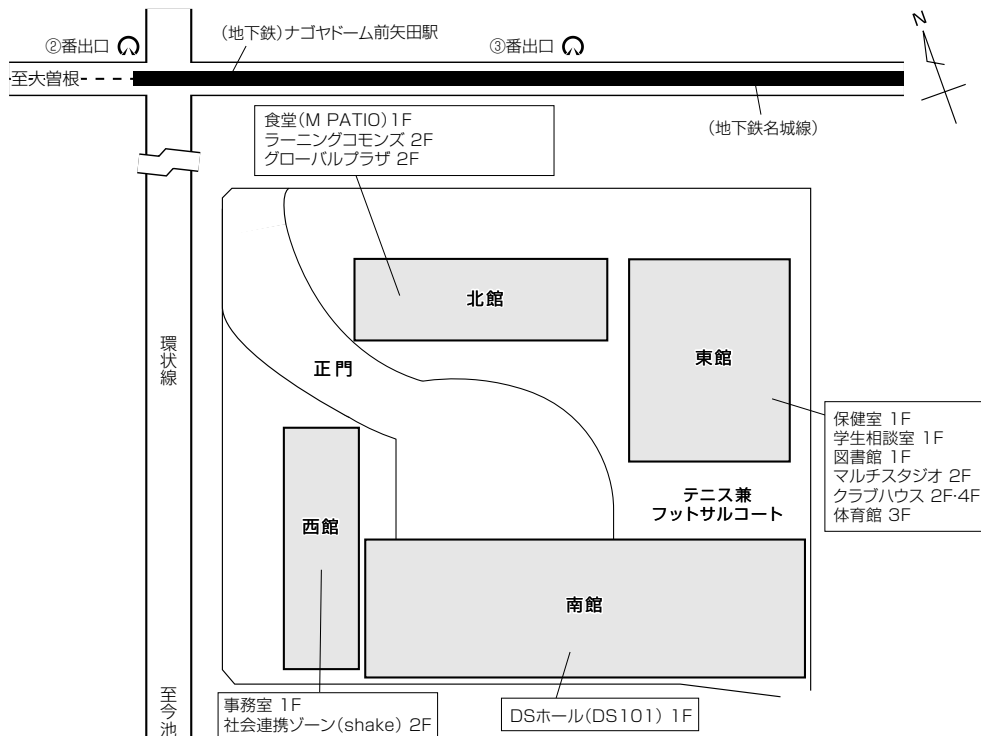 N
(地下鉄)ナゴヤドーム前矢田駅
②番出口
③番出口
至大曽根
(地下鉄名城線)
食堂(M PATIO)1F
ラーニングコモンズ 2F
グローバルプラザ 2F
北館
東館
環状線
正門
保健室 1F
学生相談室 1F
図書館 1F
マルチスタジオ 2F
クラブハウス 2F・4F
体育館 3F
テニス兼
フットサルコート
西館
南館
至今池
事務室 1F
社会連携ゾーン(shake) 2F
DSホール(DS101) 1F